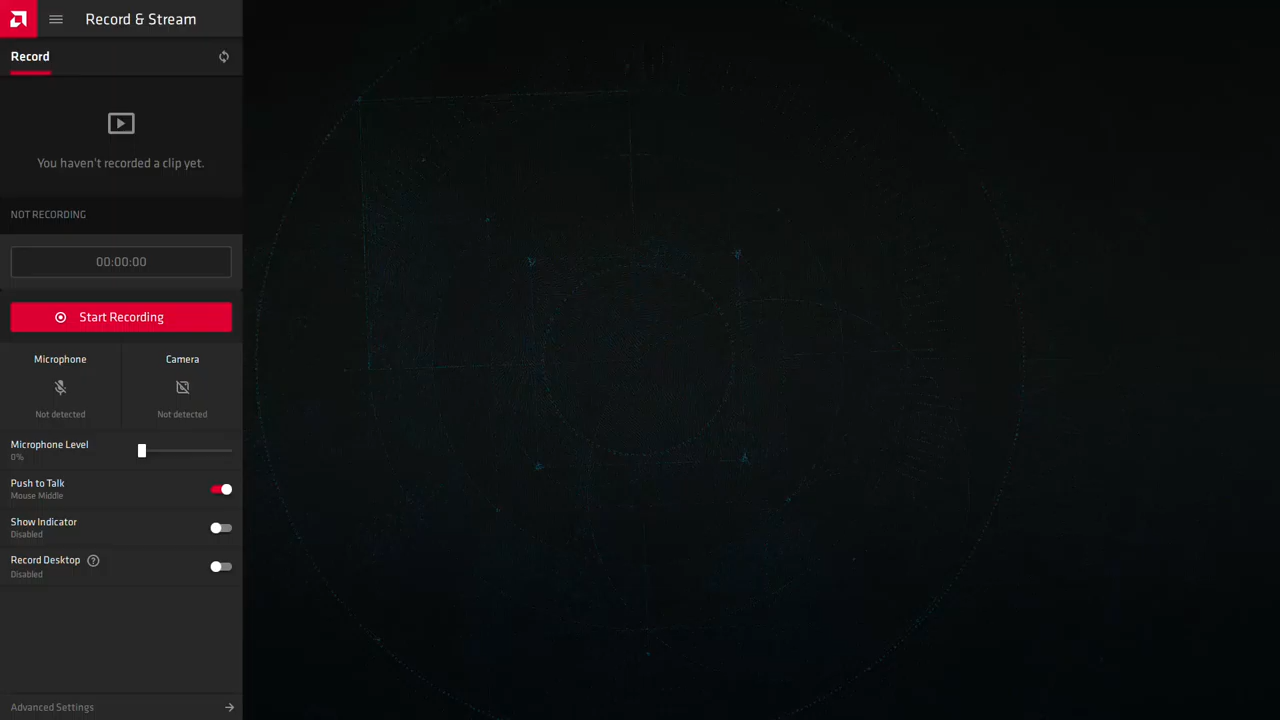 Record & Stream
Record
You haven't recorded a clip yet.
NOT RECORDING
00:00:00
Start Recording
Microphone
Camera
Not detected
Not detected
Microphone Level
0%
Push to Talk
Mouse Middle
Show Indicator
Disabled
Record Desktop ?
Disabled
Advanced Settings